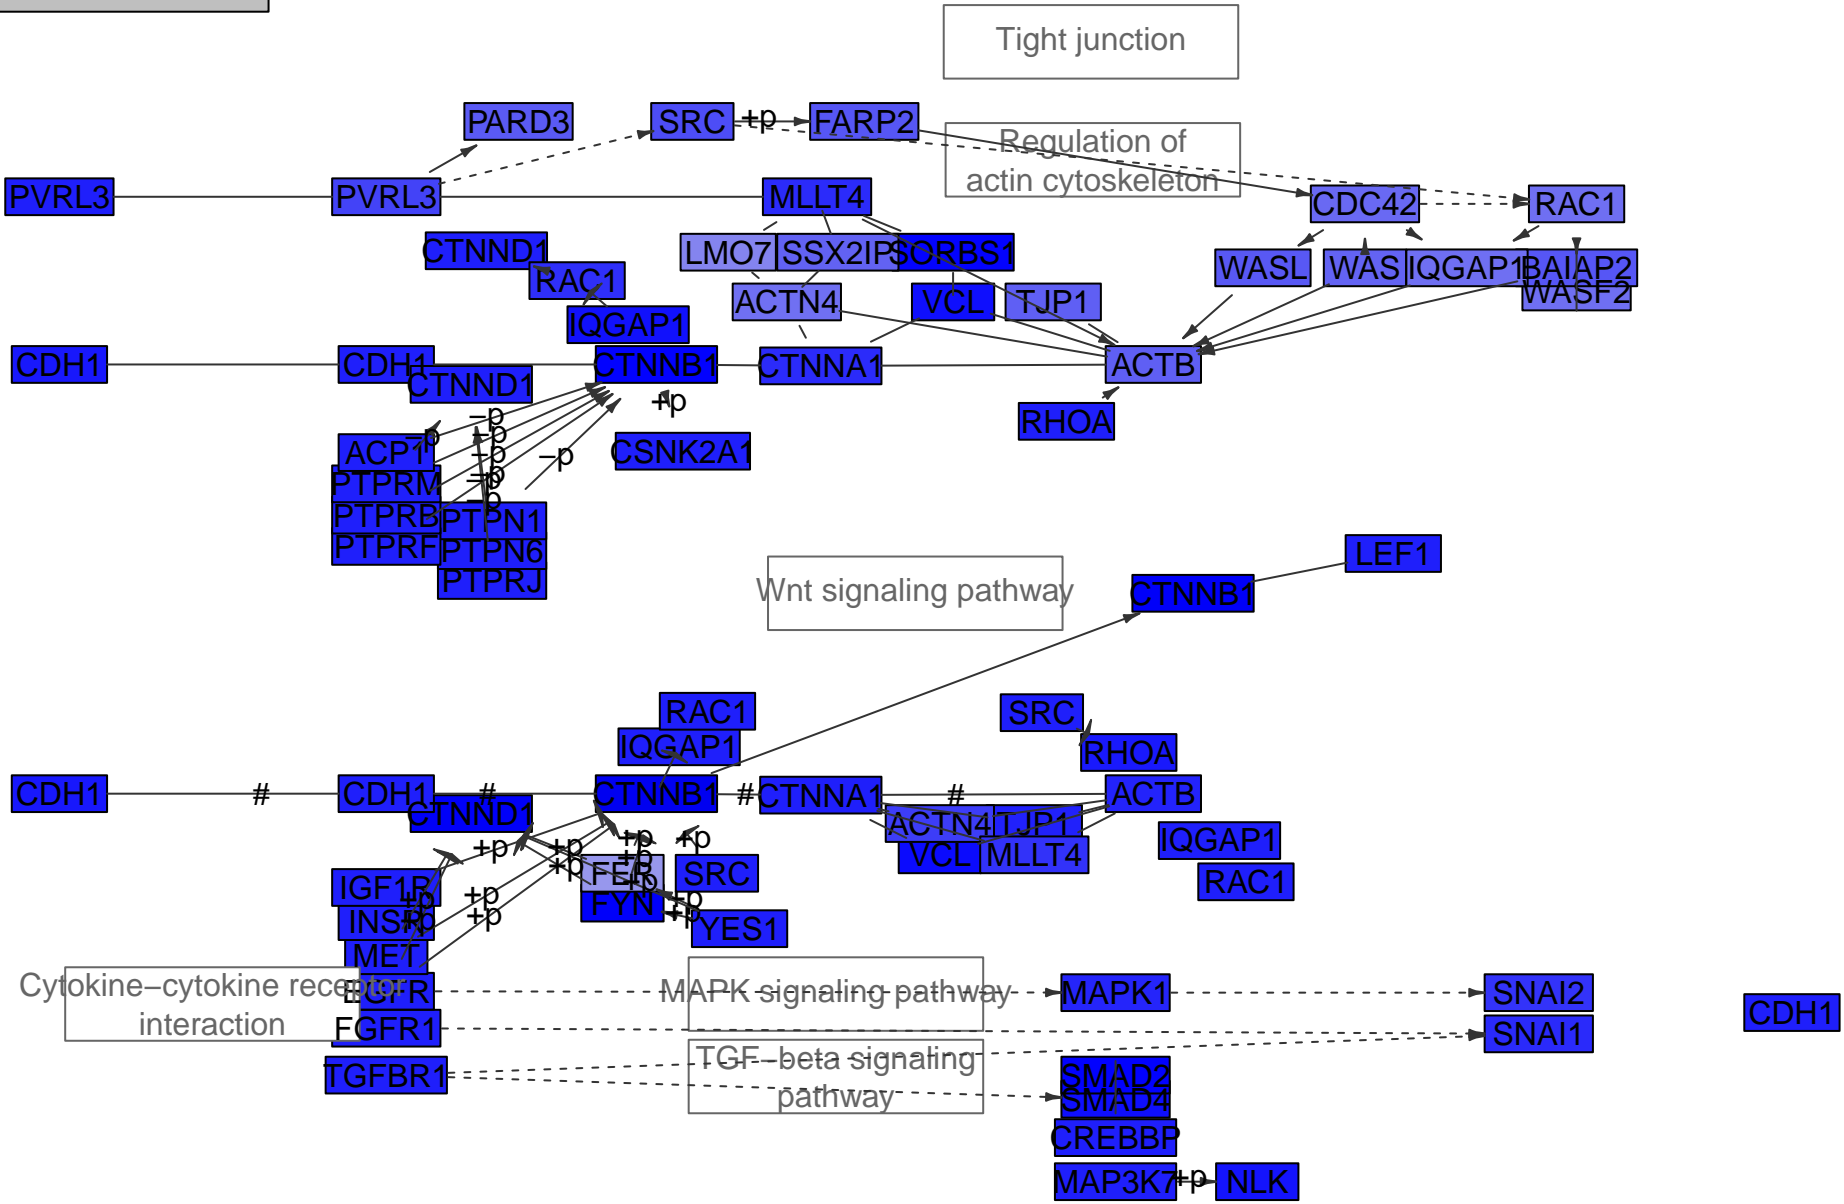 Tight junction
PARD3
SRC
+p
FARP2
Regulation of
actin cytoskeleton
PVRL3
PVRL3
MLLT4
CDC42
RAC1
CTNND1
LMO7
SSX2IP
SORBS1
WASL
WAS
IQGAP1
BAIAP2
RAC1
ACTN4
VCL
TJP1
WASF2
IQGAP1
CDH1
CDH1
CTNNB1
CTNNA1
ACTB
CTNND1
+p
RHOA
−p
−p
−p
−p
−p
−p
−p
−p
ACP1
CSNK2A1
PTPRM
PTPRB
PTPN1
PTPRF
PTPN6
PTPRJ
LEF1
Wnt signaling pathway
CTNNB1
RAC1
SRC
IQGAP1
RHOA
CDH1
#
CDH1
#
CTNNB1
#
CTNNA1
#
ACTB
CTNND1
ACTN4
TJP1
+p
+p
+p
+p
+p
+p
+p
VCL
MLLT4
IQGAP1
IGF1R
FER
SRC
RAC1
+p
+p
+p
+p
+p
+p
INSR
FYN
YES1
MET
Cytokine−cytokine receptor
interaction
EGFR
MAPK signaling pathway
MAPK1
SNAI2
CDH1
FGFR1
SNAI1
TGF−beta signaling
pathway
TGFBR1
SMAD2
SMAD4
CREBBP
MAP3K7
+p
NLK